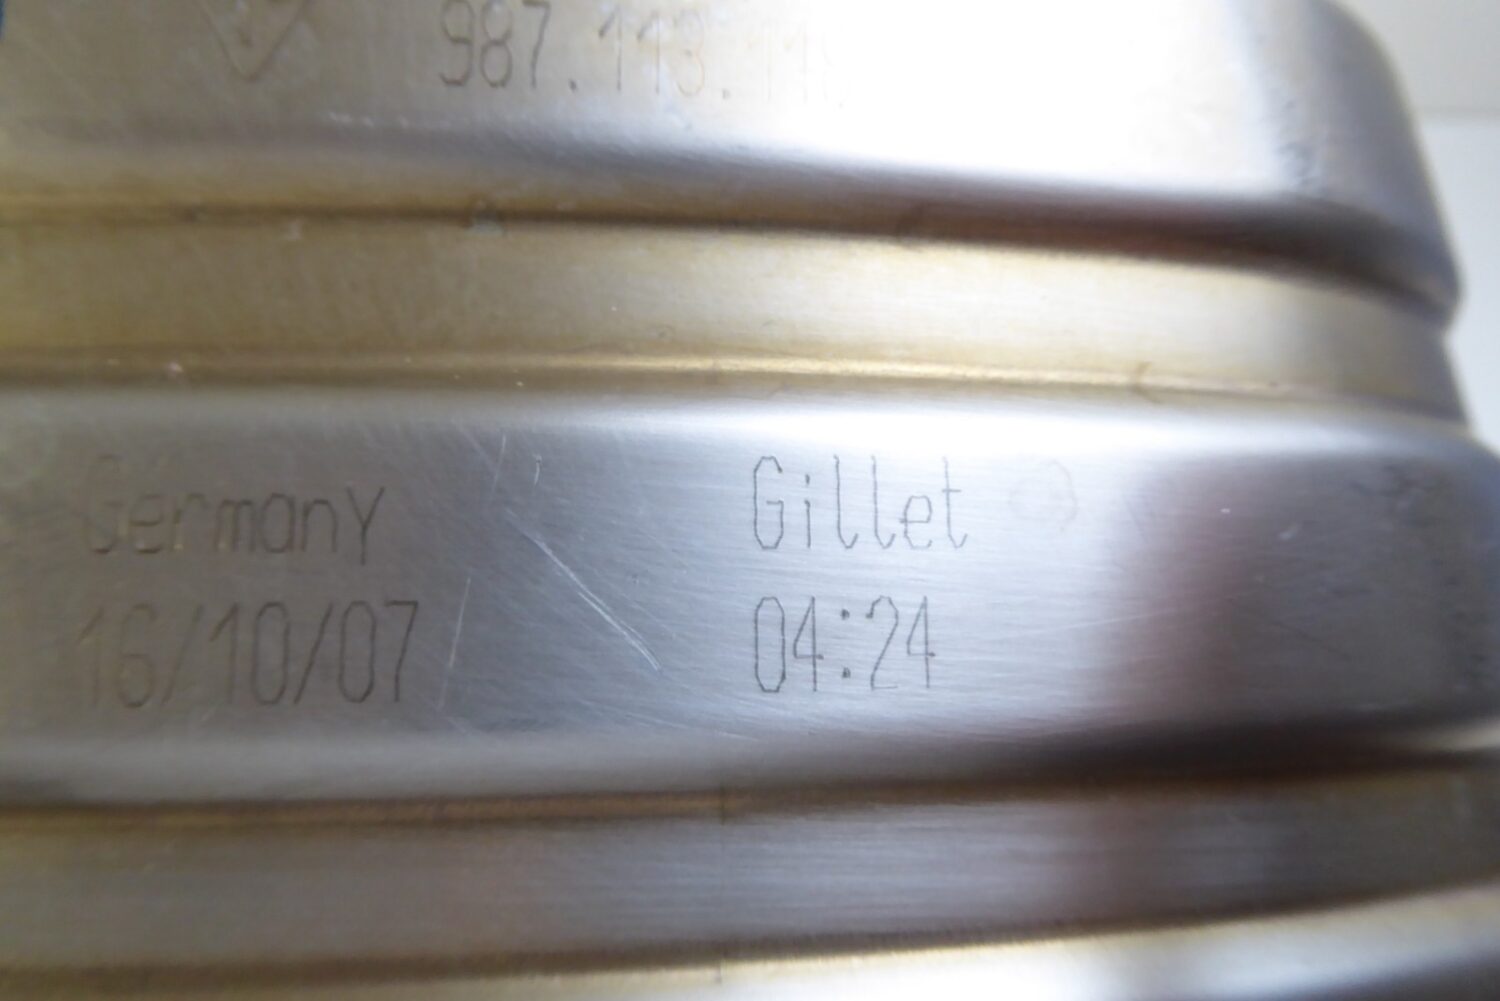 987.113.11
Germany Gillet
16/10/07 04:24